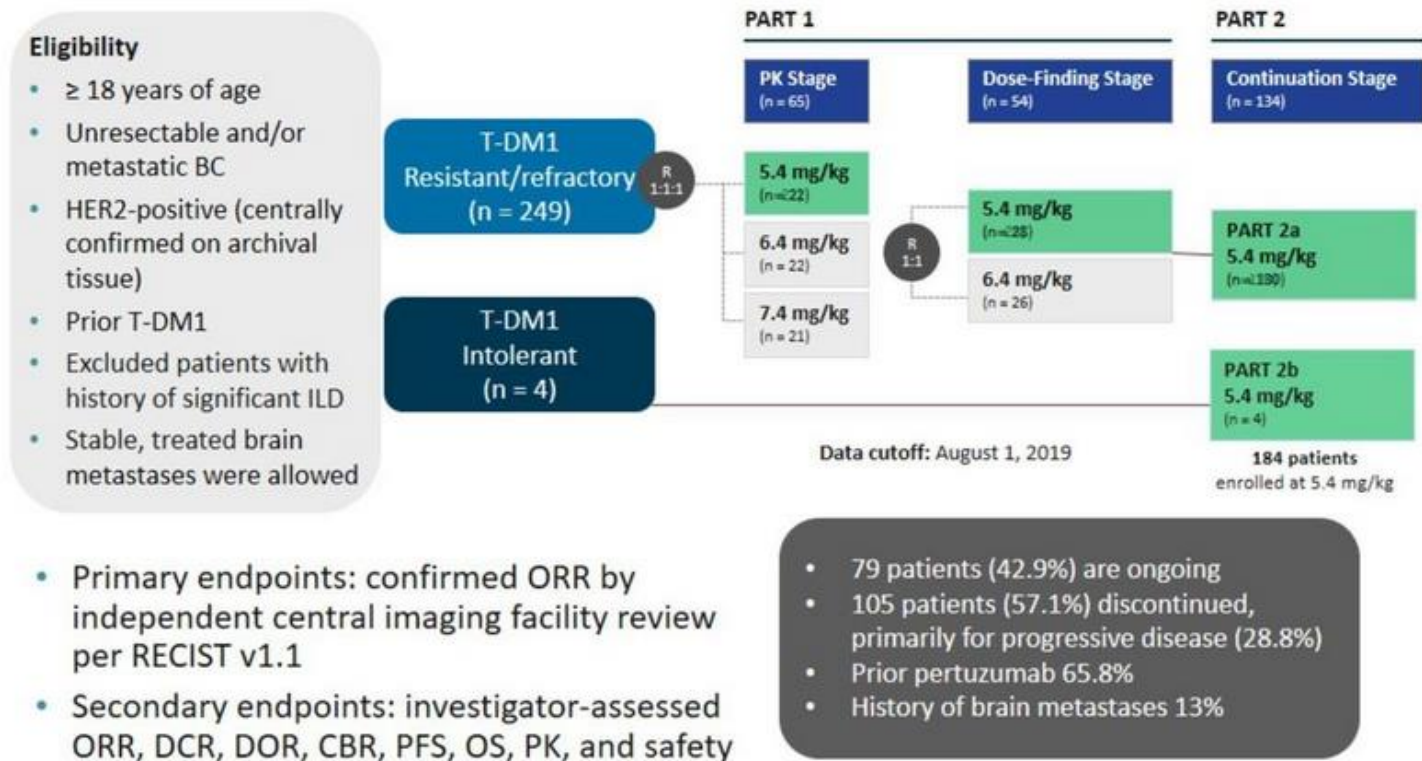 Eligibility
• ≥ 18 years of age
• Unresectable and/or
metastatic BC
• HER2-positive (centrally
confirmed on archival
tissue)
• Prior T-DM1
• Excluded patients with
history of significant ILD
• Stable, treated brain
metastases were allowed
T-DM1
Resistant/refractory
(n = 249)
T-DM1
Intolerant
(n = 4)
R
1:1:1
PART 1
PK Stage
(n = 65)
5.4 mg/kg
6.4 mg/kg
(n = 22)
7.4 mg/kg
(n = 21)
R
1:1
Dose-Finding Stage
(n = 54)
5.4 mg/kg
6.4 mg/kg
(n = 26)
PART 2
Continuation Stage
(n = 134)
PART 2a
5.4 mg/kg
PART 2b
5.4 mg/kg
(n = 4)
Data cutoff: August 1, 2019
184 patients
enrolled at 5.4 mg/kg
• Primary endpoints: confirmed ORR by
independent central imaging facility review
per RECIST v1.1
• Secondary endpoints: investigator-assessed
ORR, DCR, DOR, CBR, PFS, OS, PK, and safety
• 79 patients (42.9%) are ongoing
• 105 patients (57.1%) discontinued,
primarily for progressive disease (28.8%)
• Prior pertuzumab 65.8%
• History of brain metastases 13%